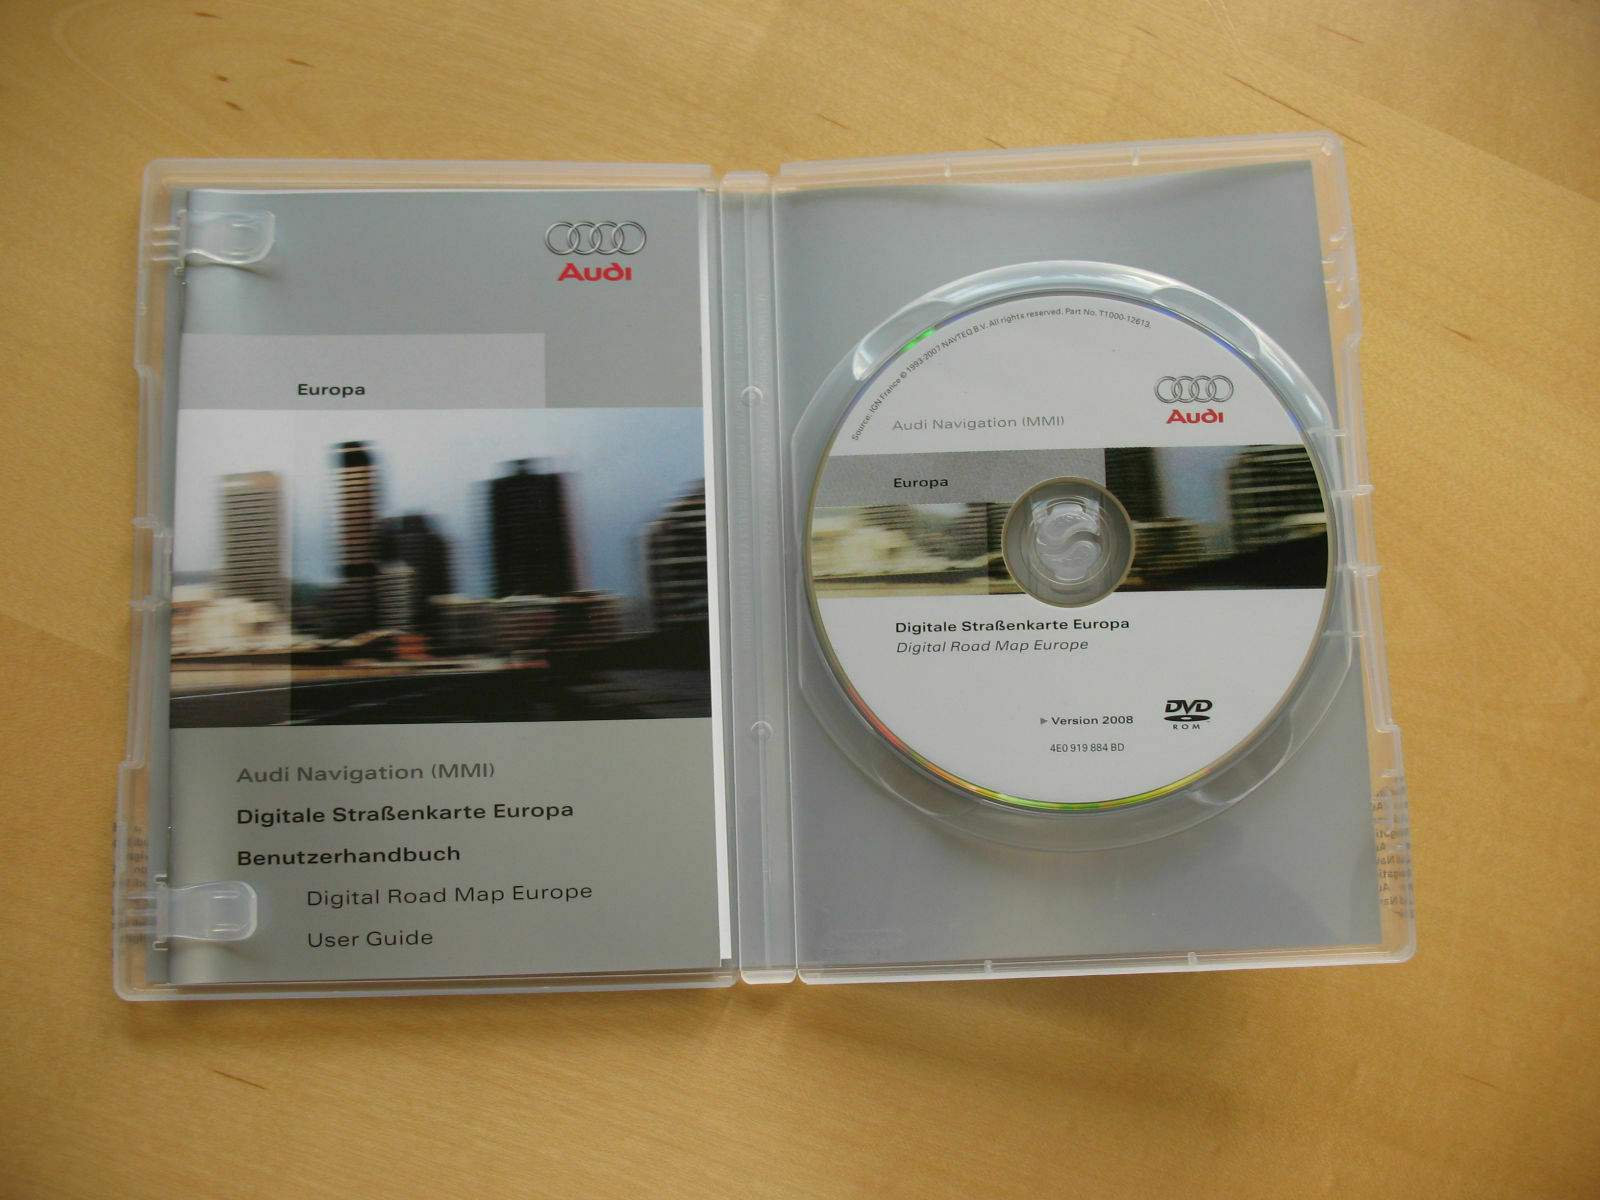 Audi
Europa
Audi Navigation (MMI)
Digitale Straßenkarte Europa
Benutzerhandbuch
Digital Road Map Europe
User Guide
Source: IGN France © 1993-2007 NAVTEQ B.V. All rights reserved. Part No. T1000-12613.
Audi
Audi Navigation (MMI)
Europa
Digitale Straßenkarte Europa
Digital Road Map Europe
Version 2008
DVD
ROM
4E0 919 884 BD